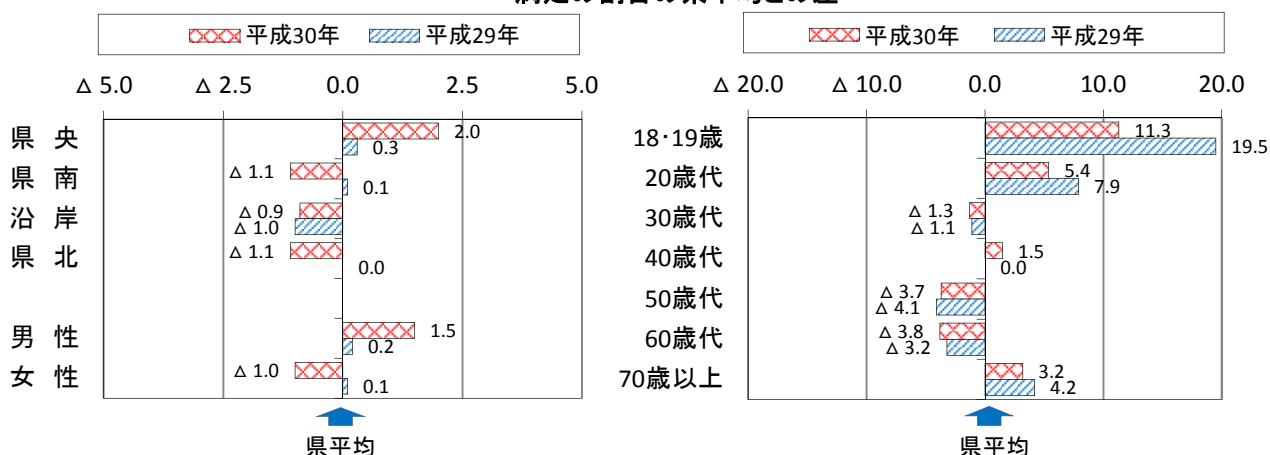 平成30年 平成29年
△ 5.0 △ 2.5 0.0 2.5 5.0
県 央 2.0 0.3
県 南 △ 1.1 0.1
沿 岸 △ 0.9 △ 1.0
県 北 △ 1.1 0.0
男 性 1.5 0.2
女 性 △ 1.0 0.1
県平均
平成30年 平成29年
△ 20.0 △ 10.0 0.0 10.0 20.0
18･19歳 11.3 19.5
20歳代 5.4 7.9
30歳代 △ 1.3 △ 1.1
40歳代 1.5 0.0
50歳代 △ 3.7 △ 4.1
60歳代 △ 3.8 △ 3.2
70歳以上 3.2 4.2
県平均